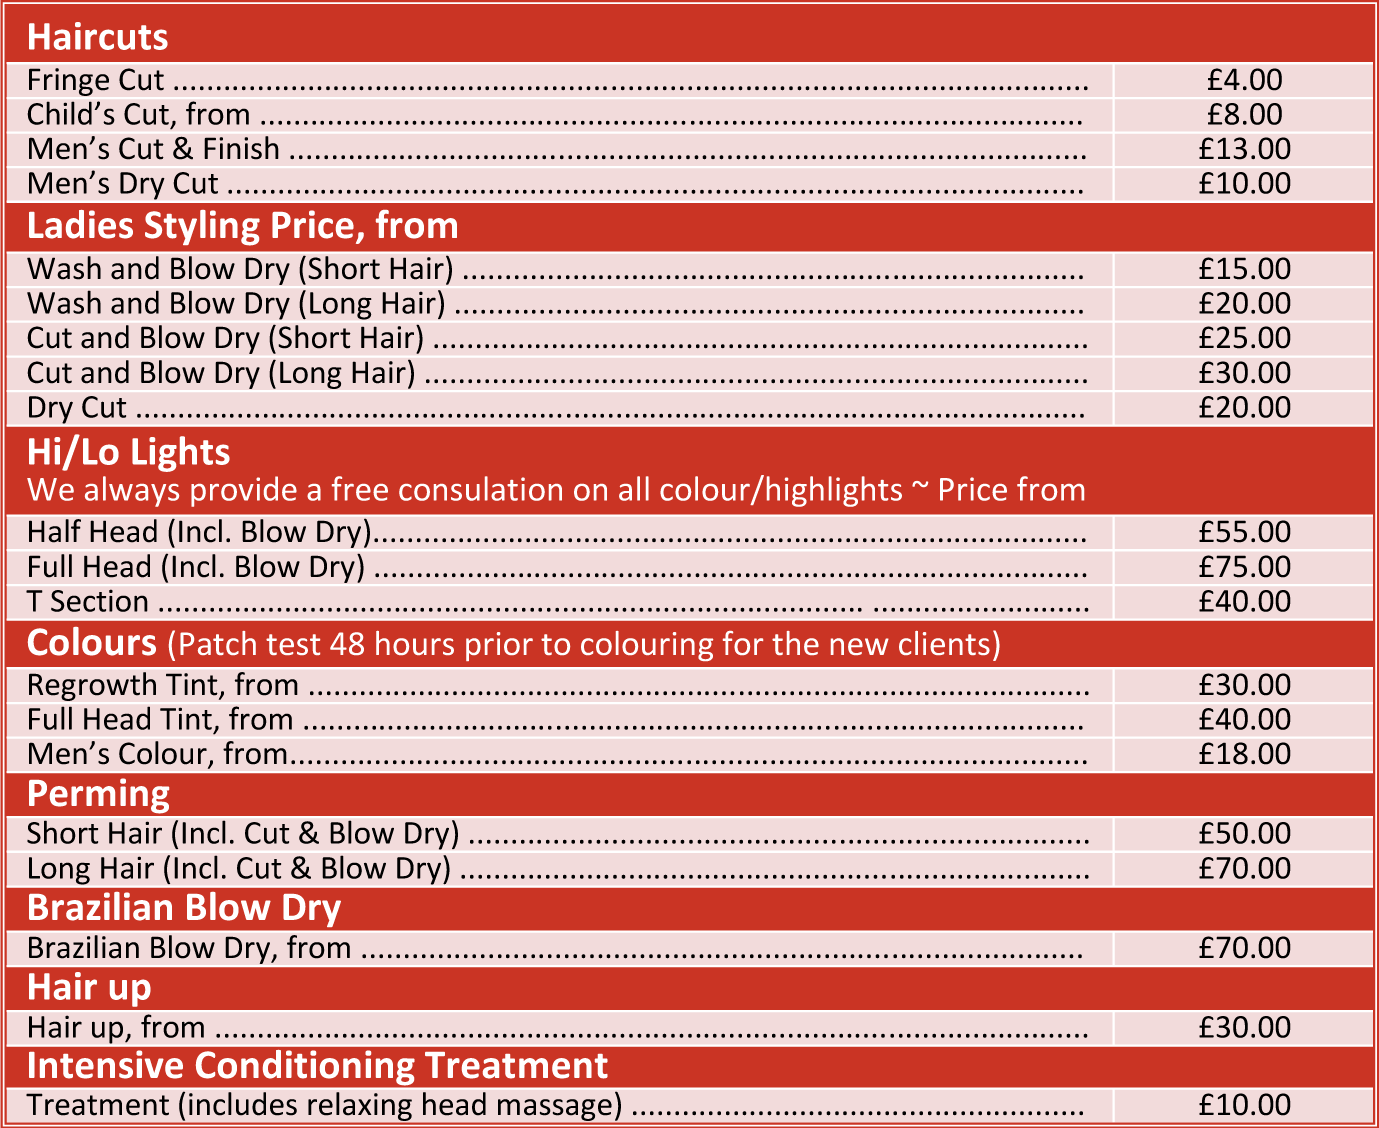 Haircuts
Fringe Cut ............................................................................................................. £4.00
Child’s Cut, from .................................................................................................. £8.00
Men’s Cut & Finish ............................................................................................... £13.00
Men’s Dry Cut ...................................................................................................... £10.00
Ladies Styling Price, from
Wash and Blow Dry (Short Hair) .......................................................................... £15.00
Wash and Blow Dry (Long Hair) ........................................................................... £20.00
Cut and Blow Dry (Short Hair) .............................................................................. £25.00
Cut and Blow Dry (Long Hair) ............................................................................... £30.00
Dry Cut ................................................................................................................. £20.00
Hi/Lo Lights
We always provide a free consulation on all colour/highlights ~ Price from
Half Head (Incl. Blow Dry)..................................................................................... £55.00
Full Head (Incl. Blow Dry) ..................................................................................... £75.00
T Section .................................................................................... .......................... £40.00
Colours (Patch test 48 hours prior to colouring for the new clients)
Regrowth Tint, from ............................................................................................. £30.00
Full Head Tint, from ............................................................................................. £40.00
Men’s Colour, from............................................................................................... £18.00
Perming
Short Hair (Incl. Cut & Blow Dry) .......................................................................... £50.00
Long Hair (Incl. Cut & Blow Dry) ........................................................................... £70.00
Brazilian Blow Dry
Brazilian Blow Dry, from ...................................................................................... £70.00
Hair up
Hair up, from ........................................................................................................ £30.00
Intensive Conditioning Treatment
Treatment (includes relaxing head massage) ...................................................... £10.00